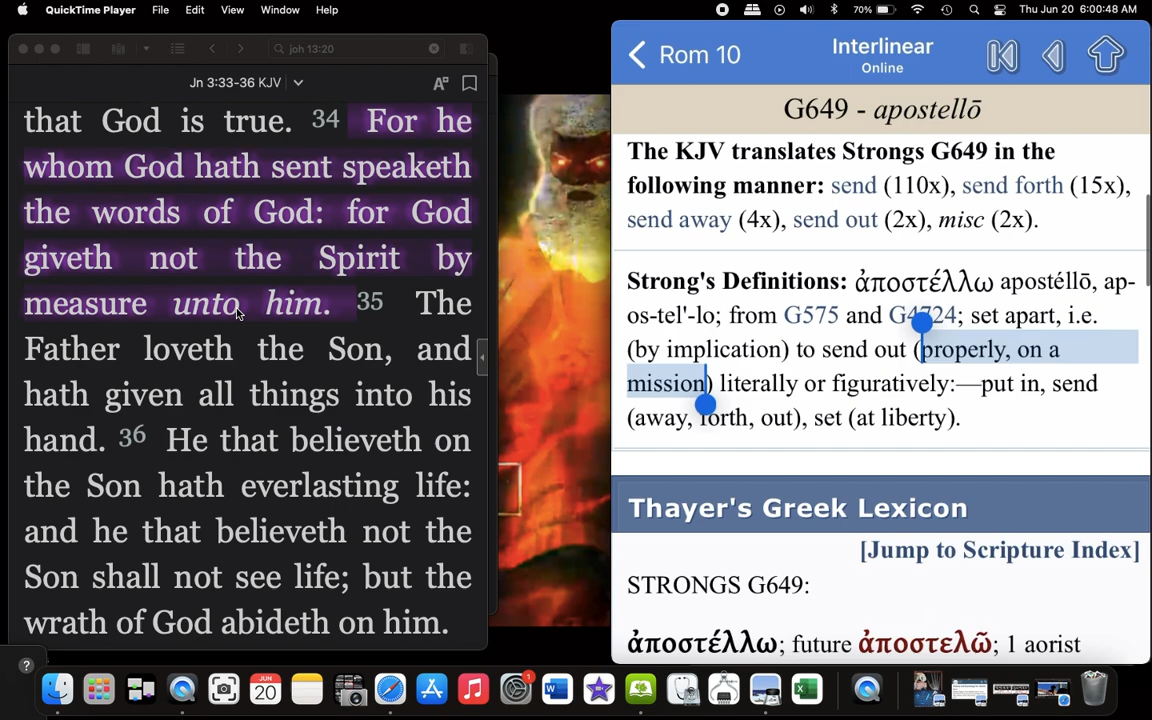 QuickTime Player File Edit View Window Help
70% Thu Jun 20 6:00:48 AM
joh 13:20
Jn 3:33-36 KJV
that God is true. 34 For he
whom God hath sent speaketh
the words of God: for God
giveth not the Spirit by
measure unto him. 35 The
Father loveth the Son, and
hath given all things into his
hand. 36 He that believeth on
the Son hath everlasting life:
and he that believeth not the
Son shall not see life; but the
wrath of God abideth on him.
Rom 10
Interlinear
Online
G649 - apostellō
The KJV translates Strongs G649 in the
following manner: send (110x), send forth (15x),
send away (4x), send out (2x), misc (2x).
Strong's Definitions: ἀποστέλλω apostéllō, ap-
os-tel'-lo; from G575 and G4724; set apart, i.e.
(by implication) to send out (properly, on a
mission) literally or figuratively:—put in, send
(away, forth, out), set (at liberty).
Thayer's Greek Lexicon
[Jump to Scripture Index]
STRONGS G649:
ἀποστέλλω; future ἀποστελῶ; 1 aorist
?
JUN
20
1
W
X